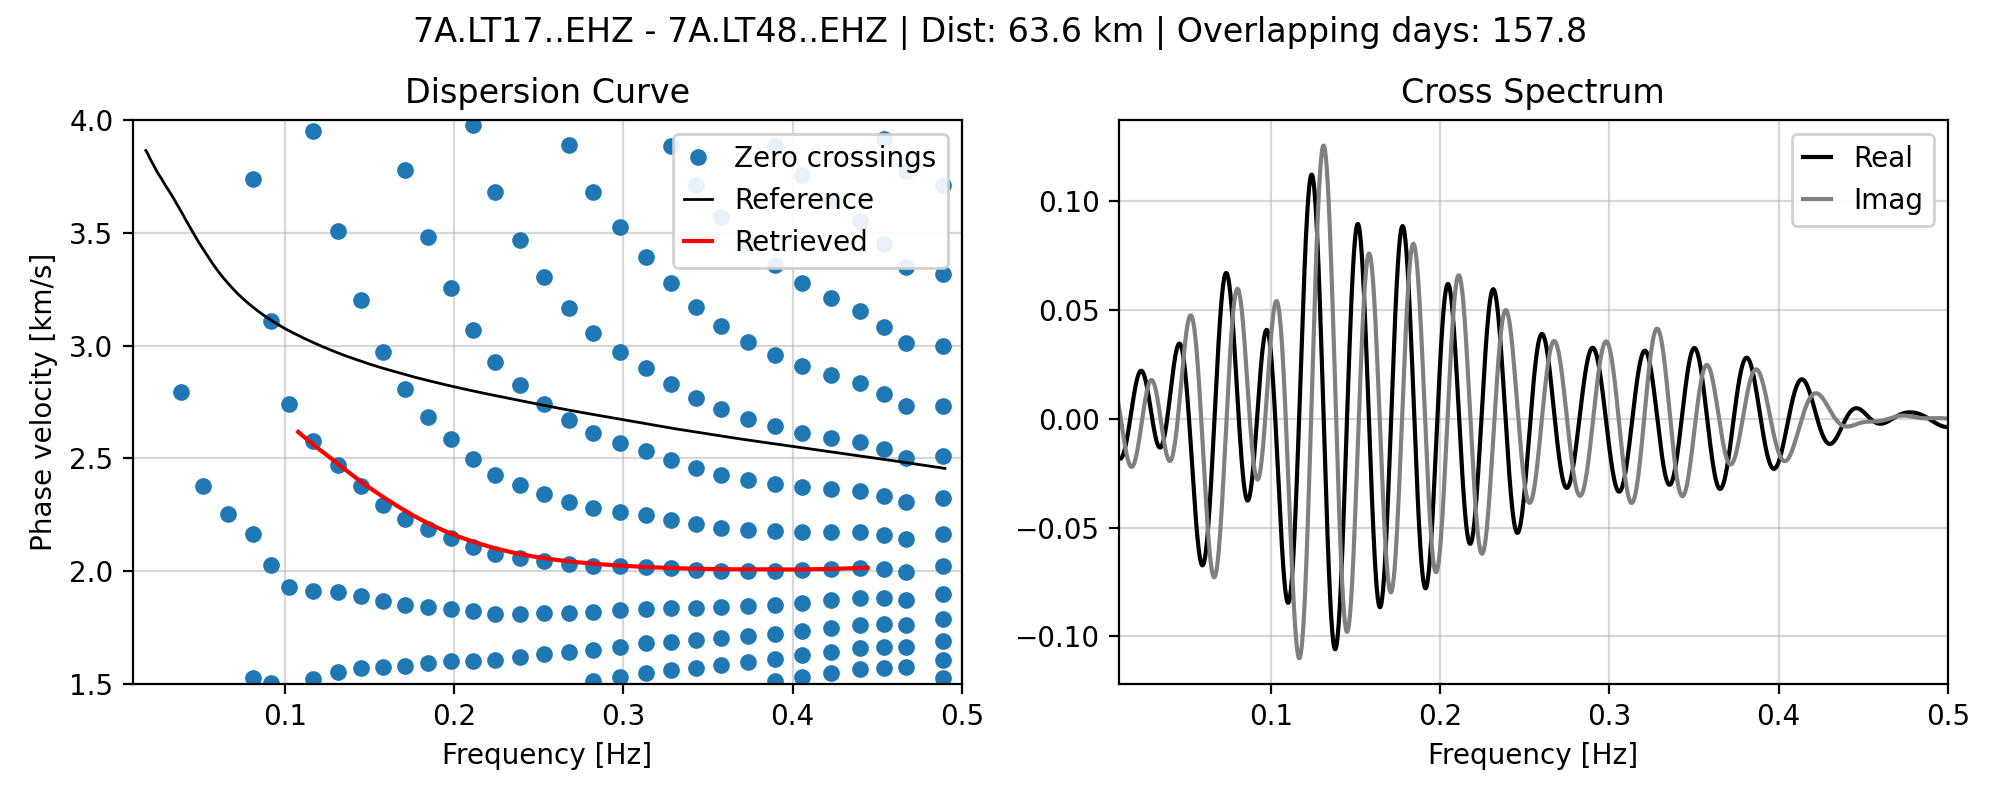 7A.LT17..EHZ - 7A.LT48..EHZ | Dist: 63.6 km | Overlapping days: 157.8
Dispersion Curve
4.0
3.5
3.0
2.5
2.0
1.5
Phase velocity [km/s]
0.1 0.2 0.3 0.4 0.5
Frequency [Hz]
Zero crossings
Reference
Retrieved
Cross Spectrum
0.10
0.05
0.00
−0.05
−0.10
0.1 0.2 0.3 0.4 0.5
Frequency [Hz]
Real
Imag